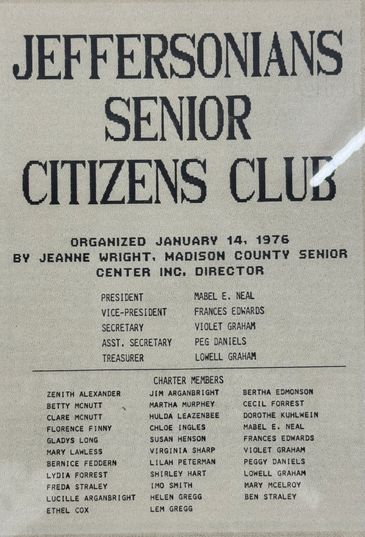 JEFFERSONIANS
SENIOR
CITIZENS CLUB
ORGANIZED JANUARY 14, 1976
BY JEANNE WRIGHT, MADISON COUNTY SENIOR
CENTER INC. DIRECTOR
PRESIDENT MABEL E. NEAL
VICE-PRESIDENT FRANCES EDWARDS
SECRETARY VIOLET GRAHAM
ASST. SECRETARY PEG DANIELS
TREASURER LOWELL GRAHAM
CHARTER MEMBERS
ZENITH ALEXANDER JIM ARGANBRIGHT BERTHA EDMONSON
BETTY MCNUTT MARTHA MURPHEY CECIL FORREST
CLARE MCNUTT HULDA LEAZENBEE DOROTHE KUHLWEIN
FLORENCE FINNY CHLOE INGLES MABEL E. NEAL
GLADYS LONG SUSAN HENSON FRANCES EDWARDS
MARY LAWLESS VIRGINIA SHARP VIOLET GRAHAM
BERNICE FEDDERN LILAH PETERMAN PEGGY DANIELS
LYDIA FORREST SHIRLEY HART LOWELL GRAHAM
FREDA STRALEY IMO SMITH MARY MCELROY
LUCILLE ARGANBRIGHT HELEN GREGG BEN STRALEY
ETHEL COX LEM GREGG